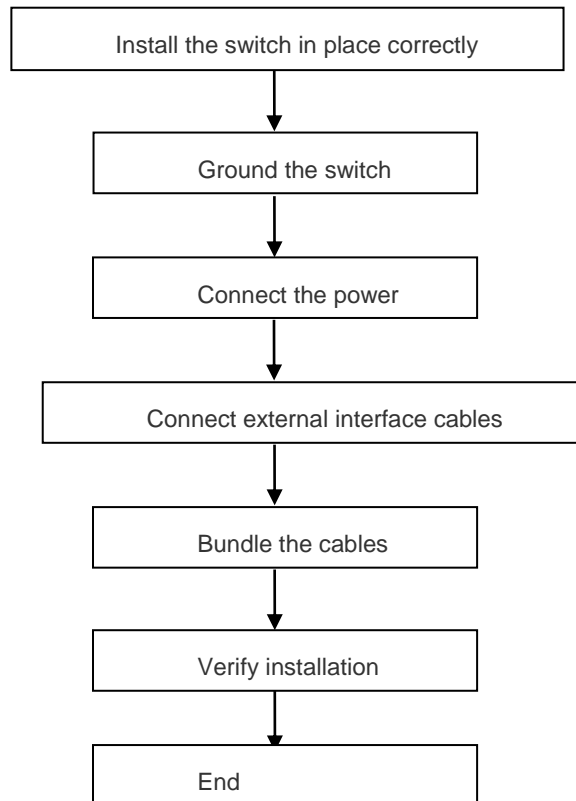 Install the switch in place correctly
Ground the switch
Connect the power
Connect external interface cables
Bundle the cables
Verify installation
End